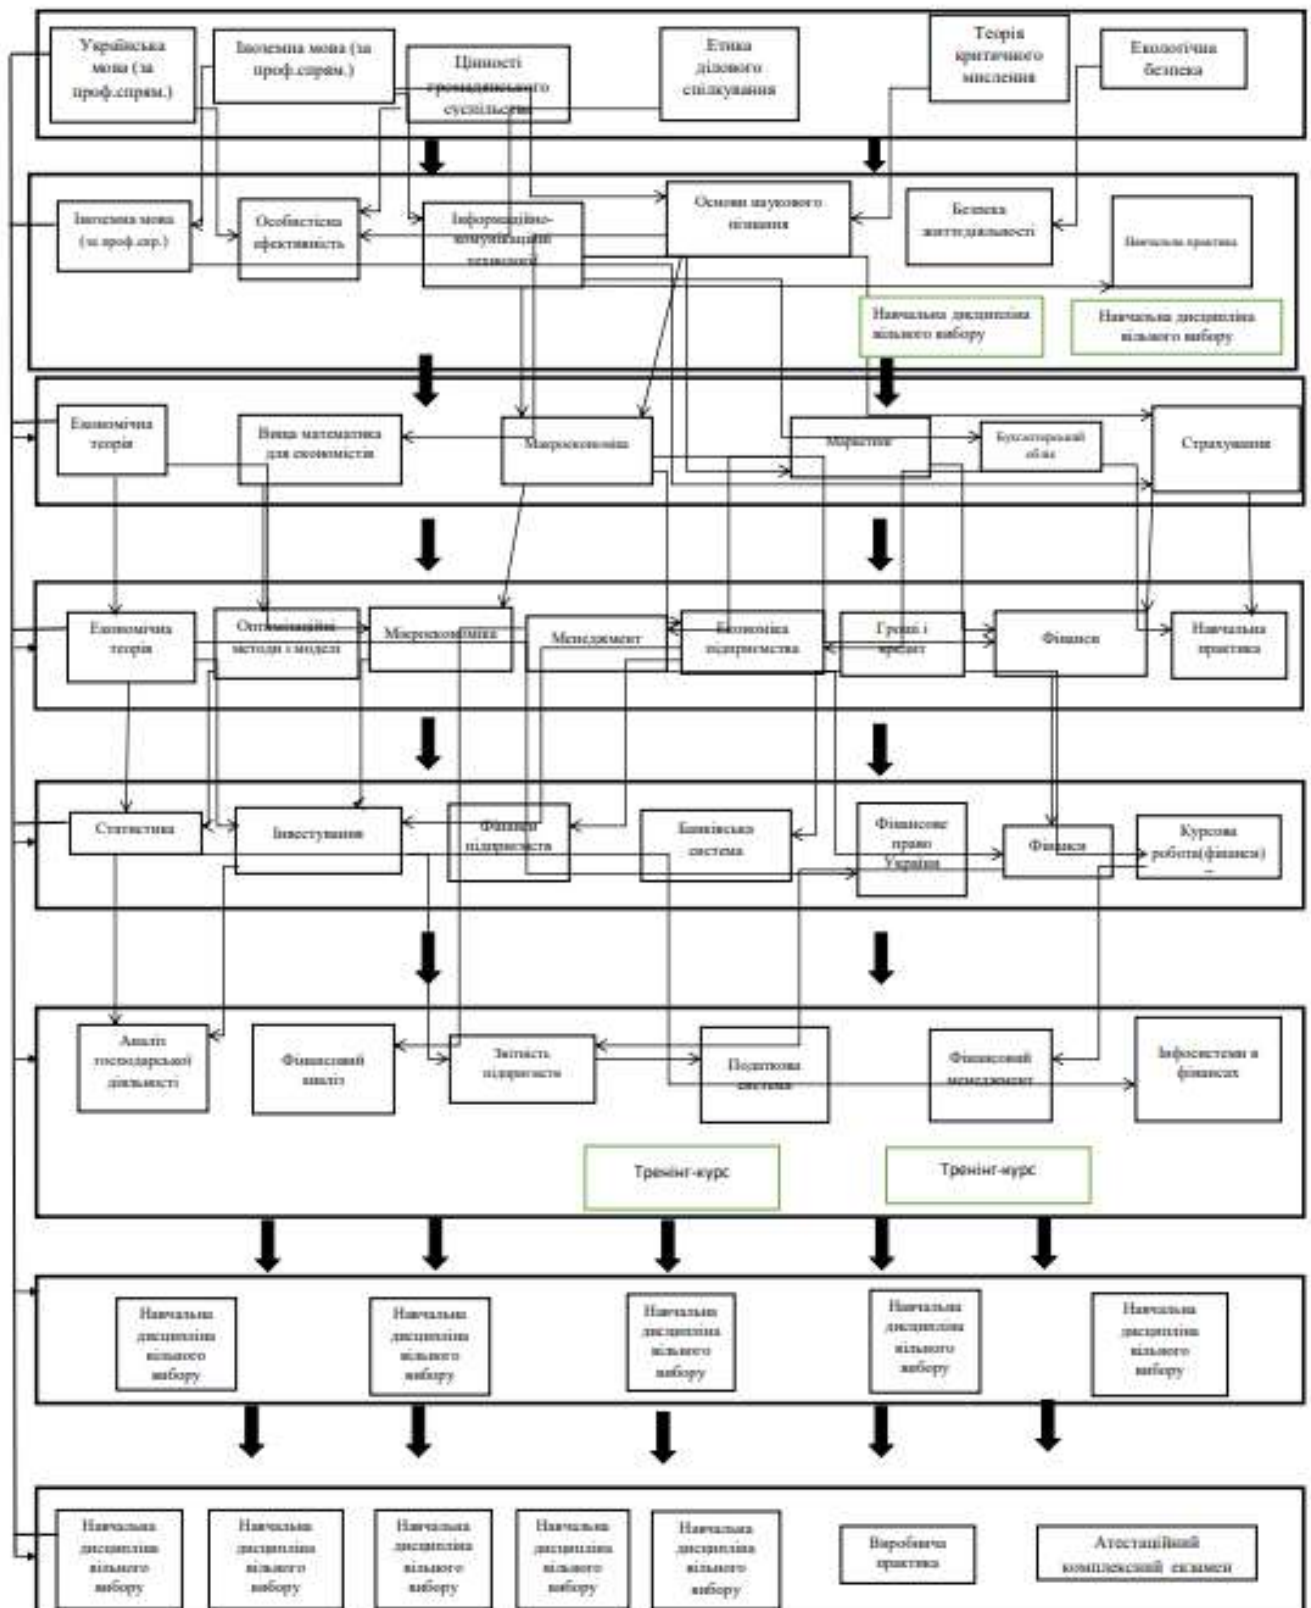 Українська
мова (за
проф.спрям.)
Іноземна мова (за
проф.спрям.)
Цінності
громадянського
суспільства
Етика
ділового
спілкування
Теорія
критичного
мислення
Екологічна
безпека
Іноземна мова
(за проф.спр.)
Особистісна
ефективність
Інформаційно-
комунікаційні
технології
Основи наукового
пізнання
Безпека
життєдіяльності
Навчальна практика
Навчальна дисципліна
вільного вибору
Навчальна дисципліна
вільного вибору
Економічна
теорія
Вища математика
для економістів
Макроекономіка
Маркетинг
Бухгалтерський
облік
Страхування
Економічна
теорія
Оптимізаційні
методи і моделі
Мікроекономіка
Менеджмент
Економіка
підприємства
Гроші і
кредит
Фінанси
Навчальна
практика
Статистика
Інвестування
Фінанси
підприємств
Банківська
система
Фінансове
право
України
Фінанси
Курсова
робота(фінанси)
–
Аналіз
господарської
діяльності
Фінансовий
аналіз
Звітність
підприємств
Податкова
система
Фінансовий
менеджмент
Інфосистеми в
фінансах
Тренінг-курс
Тренінг-курс
Навчальна
дисципліна
вільного
вибору
Навчальна
дисципліна
вільного
вибору
Навчальна
дисципліна
вільного
вибору
Навчальна
дисципліна
вільного
вибору
Навчальна
дисципліна
вільного
вибору
Навчальна
дисципліна
вільного
вибору
Навчальна
дисципліна
вільного
вибору
Навчальна
дисципліна
вільного
вибору
Навчальна
дисципліна
вільного
вибору
Навчальна
дисципліна
вільного
вибору
Виробнича
практика
Атестаційний
комплексний екзамен